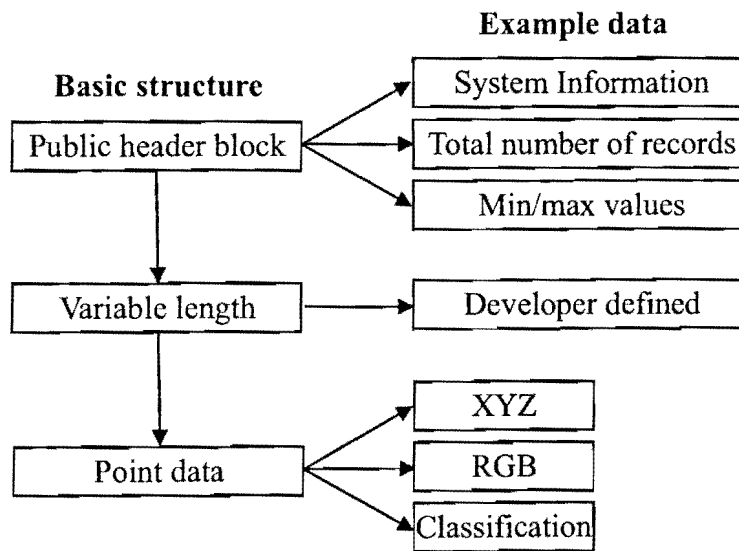 Example data
Basic structure
System Information
Public header block
Total number of records
Min/max values
Variable length
Developer defined
XYZ
Point data
RGB
Classification